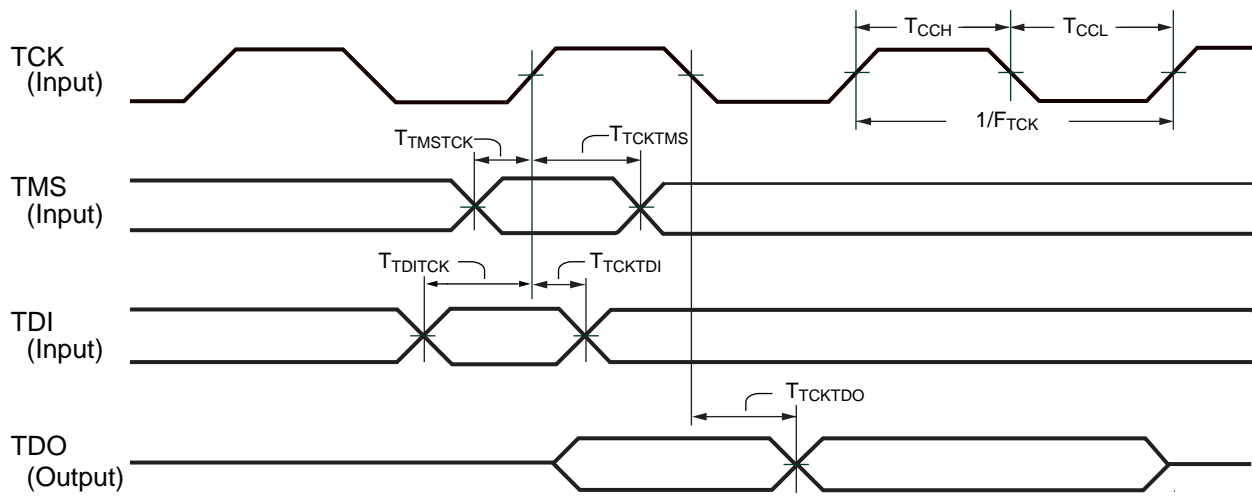 TCK
(Input)
TCCH
TCCL
1/FTCK
TTMSTCK
TTCKTMS
TMS
(Input)
TTDITCK
TTCKTDI
TDI
(Input)
TTCKTDO
TDO
(Output)